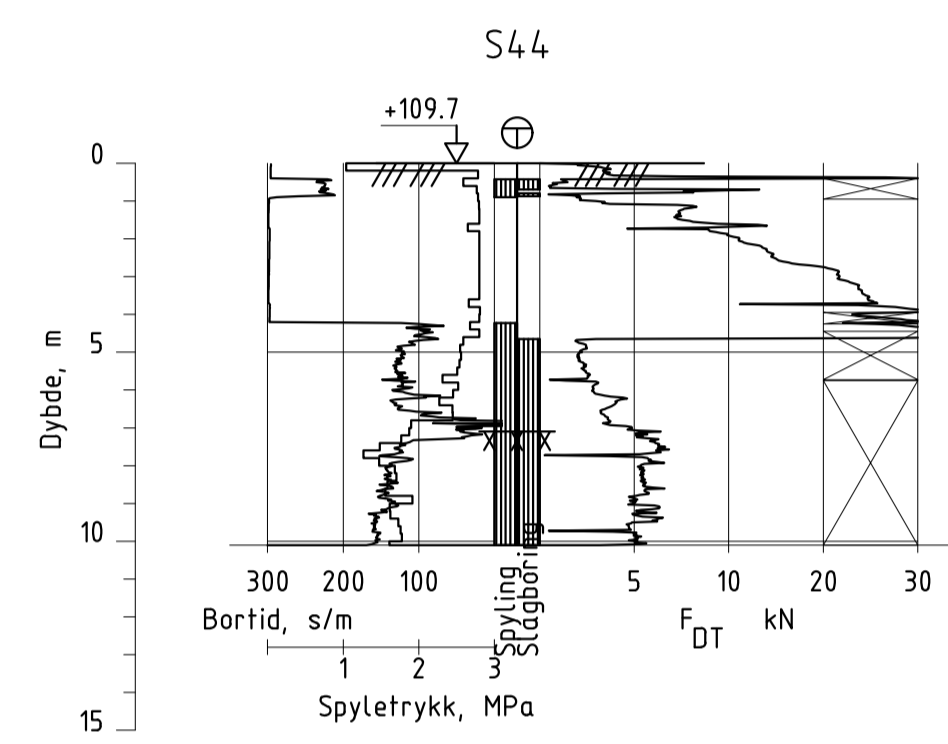 S44
+109.7
0
5
10
15
Dybde, m
300 200 100
5 10 20 30
Bortid, s/m
Spyling
Slagboring
F DT kN
1 2 3
Spyletrykk, MPa